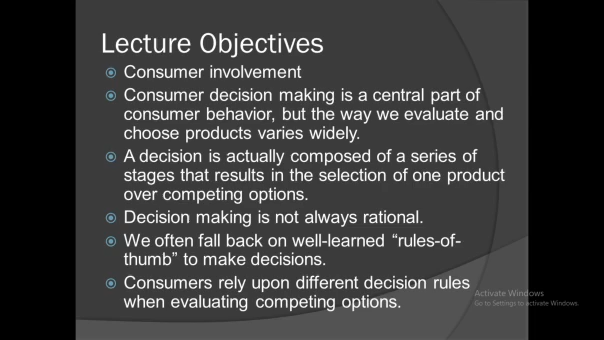 Lecture Objectives
Consumer involvement
Consumer decision making is a central part of
consumer behavior, but the way we evaluate and
choose products varies widely.
A decision is actually composed of a series of
stages that results in the selection of one product
over competing options.
Decision making is not always rational.
We often fall back on well-learned “rules-of-
thumb” to make decisions.
Consumers rely upon different decision rules
when evaluating competing options.
Activate Windows
Go to Settings to activate Windows.